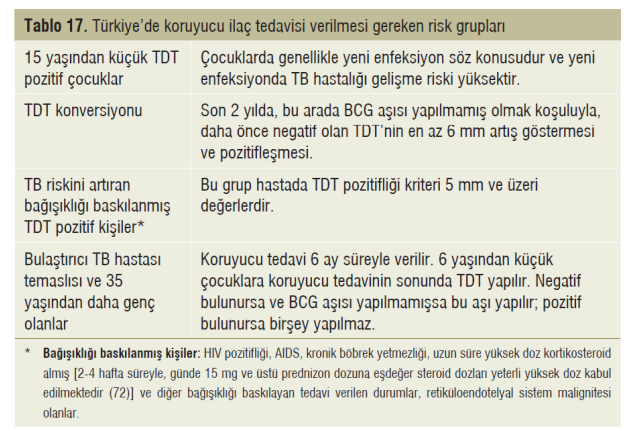 Tablo 17. Türkiye'de koruyucu ilaç tedavisi verilmesi gereken risk grupları
15 yaşından küçük TDT
pozitif çocuklar
Çocuklarda genellikle yeni enfeksiyon söz konusudur ve yeni
enfeksiyonda TB hastalığı gelişme riski yüksektir.
TDT konversiyonu
Son 2 yılda, bu arada BCG aşısı yapılmamış olmak koşuluyla,
daha önce negatif olan TDT'nin en az 6 mm artış göstermesi
ve pozitifleşmesi.
TB riskini artıran
bağışıklığı baskılanmış
TDT pozitif kişiler*
Bu grup hastada TDT pozitifliği kriteri 5 mm ve üzeri
değerlerdir.
Bulaştırıcı TB hastası
temaslısı ve 35
yaşından daha genç
olanlar
Koruyucu tedavi 6 ay süreyle verilir. 6 yaşından küçük
çocuklara koruyucu tedavinin sonunda TDT yapılır. Negatif
bulunursa ve BCG aşısı yapılmamışsa bu aşı yapılır; pozitif
bulunursa birşey yapılmaz.
* Bağışıklığı baskılanmış kişiler: HIV pozitifliği, AIDS, kronik böbrek yetmezliği, uzun süre yüksek doz kortikosteroid
almış [2-4 hafta süreyle, günde 15 mg ve üstü prednizon dozuna eşdeğer steroid dozları yeterli yüksek doz kabul
edilmektedir (72)] ve diğer bağışıklığı baskılayan tedavi verilen durumlar, retiküloendotelyal sistem malignitesi
olanlar.